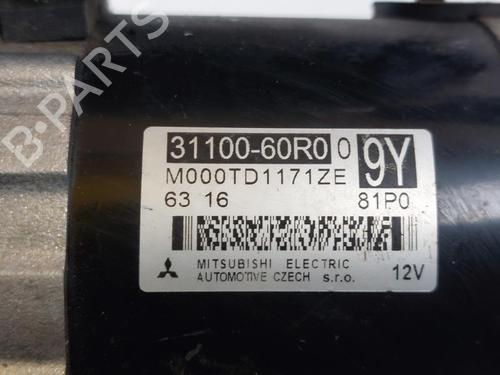 31100-60R0 0 9Y
M000TD1171ZE
63 16 81P0
MITSUBISHI ELECTRIC
AUTOMOTIVE CZECH s.r.o. 12V
B-PARTS